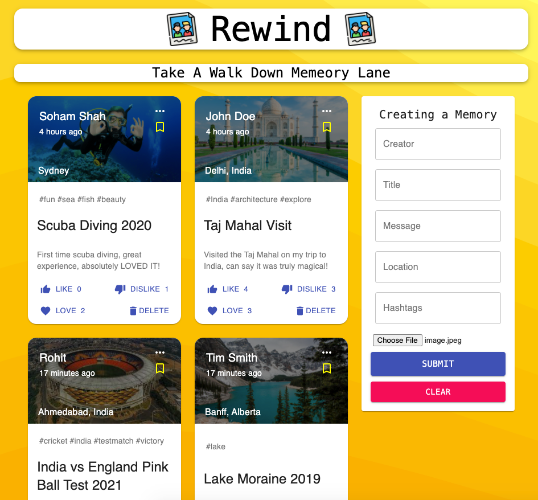 Rewind
Take A Walk Down Memeory Lane
Soham Shah
4 hours ago
Sydney
#fun #sea #fish #beauty
Scuba Diving 2020
First time scuba diving, great
experience, absolutely LOVED IT!
LIKE 0
DISLIKE 1
LOVE 2
DELETE
John Doe
4 hours ago
Delhi, India
#India #architecture #explore
Taj Mahal Visit
Visited the Taj Mahal on my trip to
India, can say it was truly magical!
LIKE 4
DISLIKE 3
LOVE 3
DELETE
Rohit
17 minutes ago
Ahmedabad, India
#cricket #india #testmatch #victory
India vs England Pink
Ball Test 2021
Tim Smith
17 minutes ago
Banff, Alberta
#lake
Lake Moraine 2019
Creating a Memory
Creator
Title
Message
Location
Hashtags
Choose File image.jpeg
SUBMIT
CLEAR